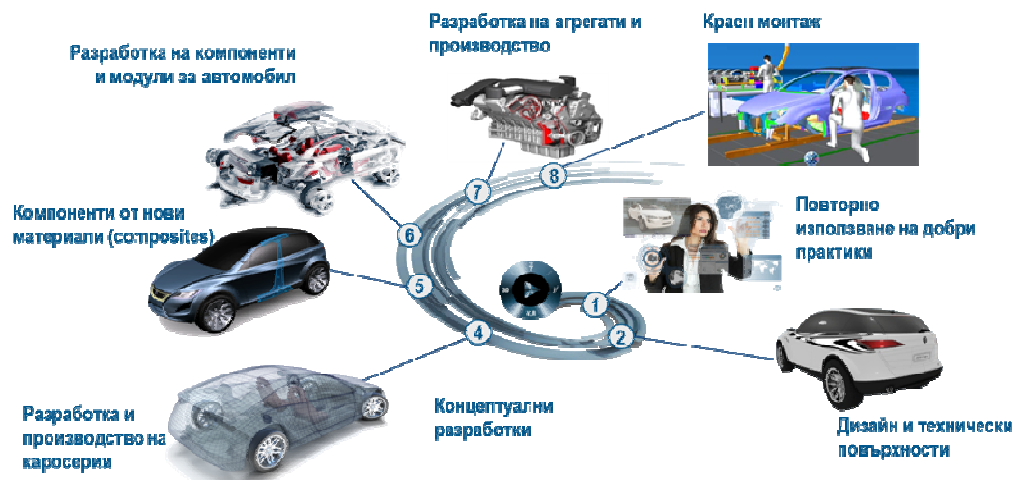 Разработка на агрегати и
производство
Краен монтаж
Разработка на компоненти
и модули за автомобил
8
7
Компоненти от нови
материали (composites)
6
Повторно
използване на добри
практики
5
1
4
2
Концептуални
разработки
Разработка и
производство на
каросерии
Дизайн и технически
повърхности